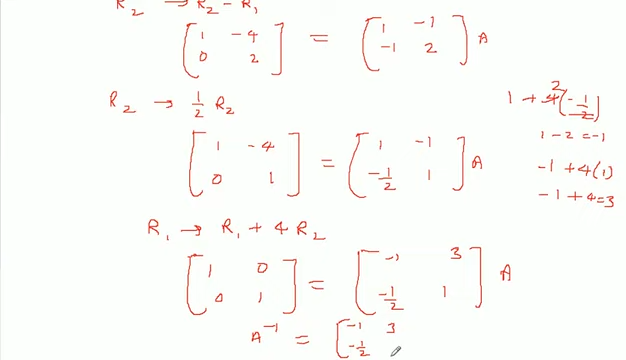 R₂ → R₂ - R₁
[1 -4; 0 2] = [1 -1; -1 2] A
R₂ → 1/2 R₂
[1 -4; 0 1] = [1 -1; -1/2 1] A
R₁ → R₁ + 4 R₂
[1 0; 0 1] = [-1 3; -1/2 1] A
A⁻¹ = [-1 3; -1/2
2
1 + 4(-1/2)
1 - 2 = -1
-1 + 4(1)
-1 + 4 = 3